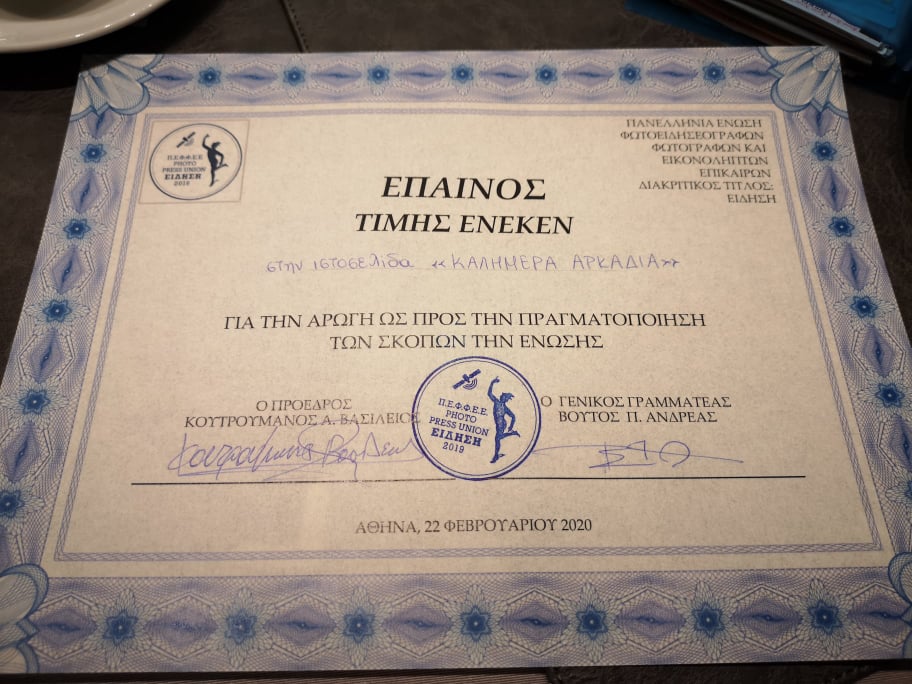 Π.Ε.Φ.Φ.Ε.Ε
PHOTO
PRESS UNION
ΕΙΔΗΣΗ
2019
ΠΑΝΕΛΛΗΝΙΑ ΕΝΩΣΗ
ΦΩΤΟΕΙΔΗΣΕΟΓΡΑΦΩΝ
ΦΩΤΟΓΡΑΦΩΝ ΚΑΙ
ΕΙΚΟΝΟΛΗΠΤΩΝ
ΕΠΙΚΑΙΡΩΝ
ΔΙΑΚΡΙΤΙΚΟΣ ΤΙΤΛΟΣ:
ΕΙΔΗΣΗ
ΕΠΑΙΝΟΣ
ΤΙΜΗΣ ΕΝΕΚΕΝ
στην ιστοσελίδα «ΚΑΛΗΜΕΡΑ ΑΡΚΑΔΙΑ»
ΓΙΑ ΤΗΝ ΑΡΩΓΗ ΩΣ ΠΡΟΣ ΤΗΝ ΠΡΑΓΜΑΤΟΠΟΙΗΣΗ
ΤΩΝ ΣΚΟΠΩΝ ΤΗΝ ΕΝΩΣΗΣ
Ο ΠΡΟΕΔΡΟΣ
ΚΟΥΤΡΟΥΜΑΝΟΣ Α. ΒΑΣΙΛΕΙΟΣ
Π.Ε.Φ.Φ.Ε.Ε.
PHOTO
PRESS UNION
ΕΙΔΗΣΗ
2019
Ο ΓΕΝΙΚΟΣ ΓΡΑΜΜΑΤΕΑΣ
ΒΟΥΤΟΣ Π. ΑΝΔΡΕΑΣ
ΑΘΗΝΑ, 22 ΦΕΒΡΟΥΑΡΙΟΥ 2020